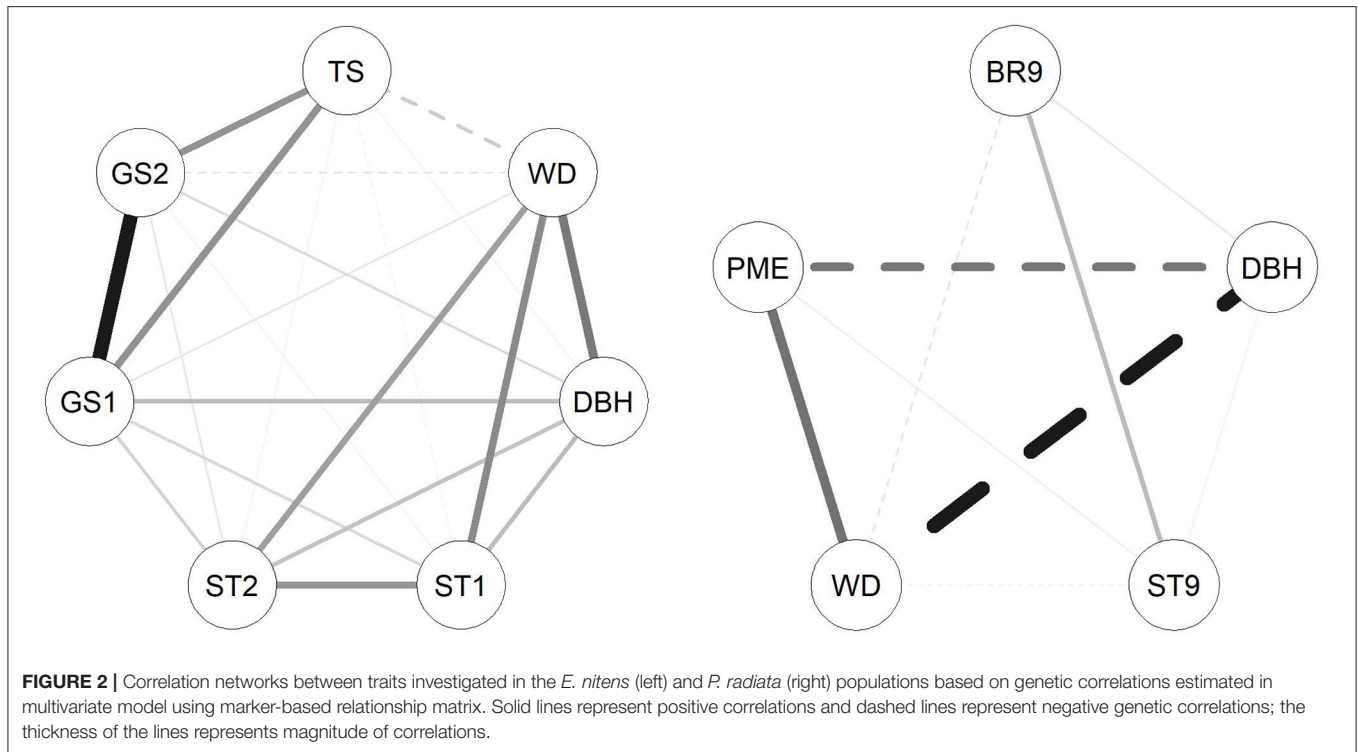 TS
GS2
WD
GS1
DBH
ST2
ST1
BR9
PME
DBH
WD
ST9
FIGURE 2 | Correlation networks between traits investigated in the E. nitens (left) and P. radiata (right) populations based on genetic correlations estimated in
multivariate model using marker-based relationship matrix. Solid lines represent positive correlations and dashed lines represent negative genetic correlations; the
thickness of the lines represents magnitude of correlations.